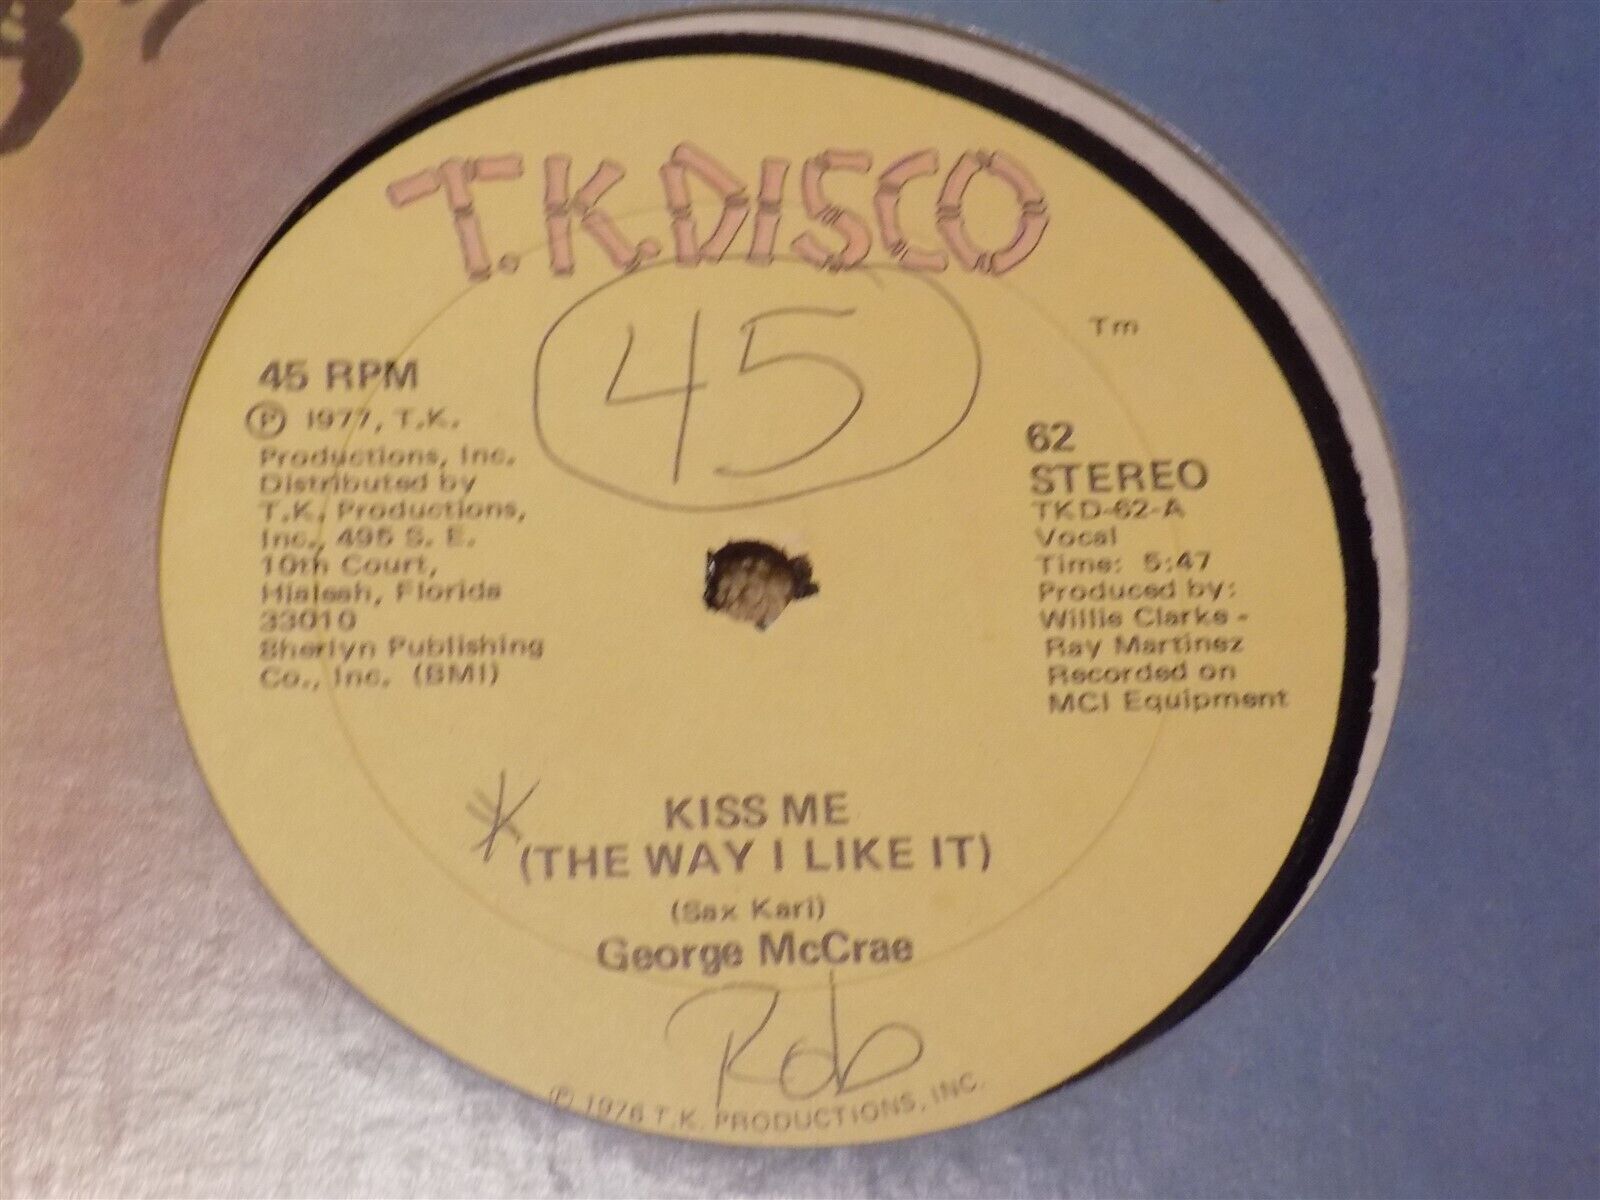 T.K. DISCO
Tm
45
45 RPM
Ⓟ 1977, T.K.
Productions, Inc.
Distributed by
T.K. Productions,
Inc., 495 S. E.
10th Court,
Hialeah, Florida
33010
Sherlyn Publishing
Co., Inc. (BMI)
62
STEREO
TKD-62-A
Vocal
Time: 5:47
Produced by:
Willie Clarke -
Ray Martinez
Recorded on
MCI Equipment
KISS ME
(THE WAY I LIKE IT)
(Sax Kari)
George McCrae
Rob
Ⓟ 1976 T.K. PRODUCTIONS, INC.